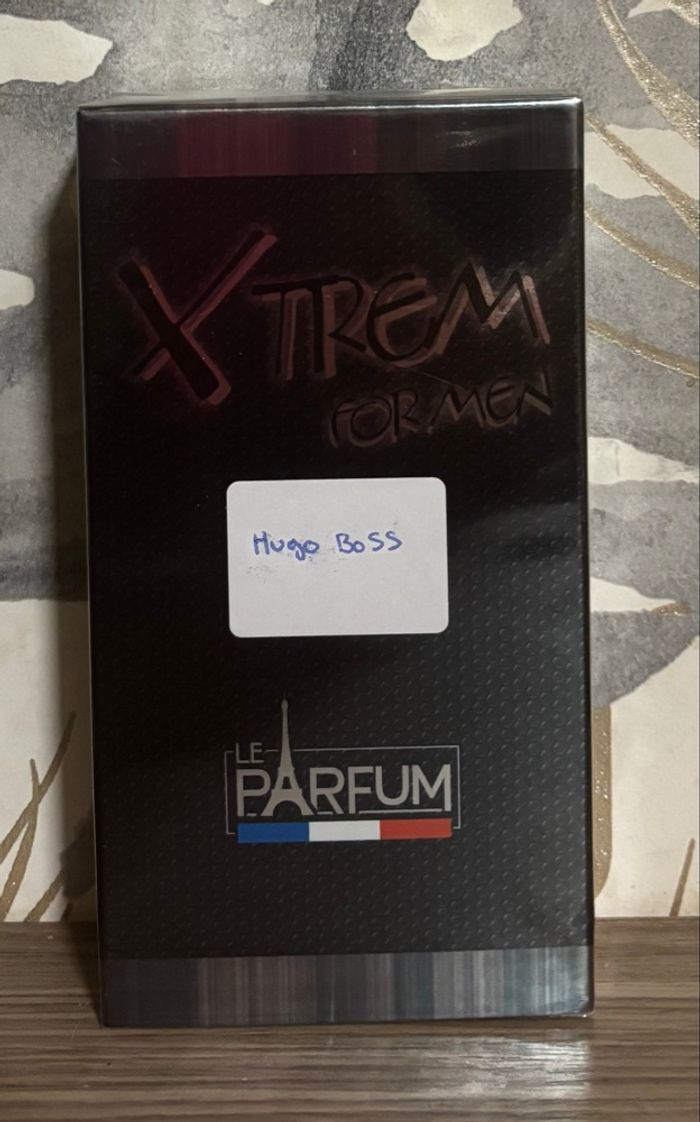 XTREM
FOR MEN
Hugo Boss
LE
PARFUM